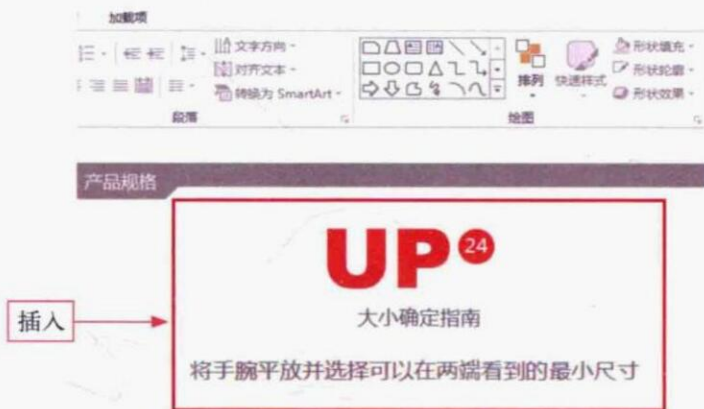 加载项
文字方向
对齐文本
转换为 SmartArt
段落
排列
快速样式
形状填充
形状轮廓
形状效果
绘图
产品规格
UP24
大小确定指南
插入
将手腕平放并选择可以在两端看到的最小尺寸